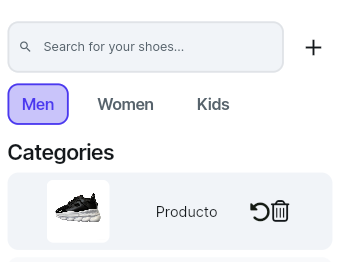 Search for your shoes...
Men
Women
Kids
Categories
Producto